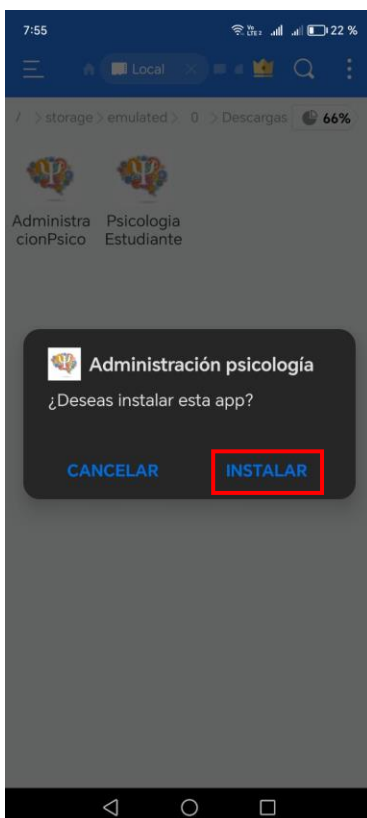 7:55 22 %
Local
/ > storage > emulated > 0 > Descargas 66%
Administra Psicologia
cionPsico Estudiante
Administración psicología
¿Deseas instalar esta app?
CANCELAR INSTALAR